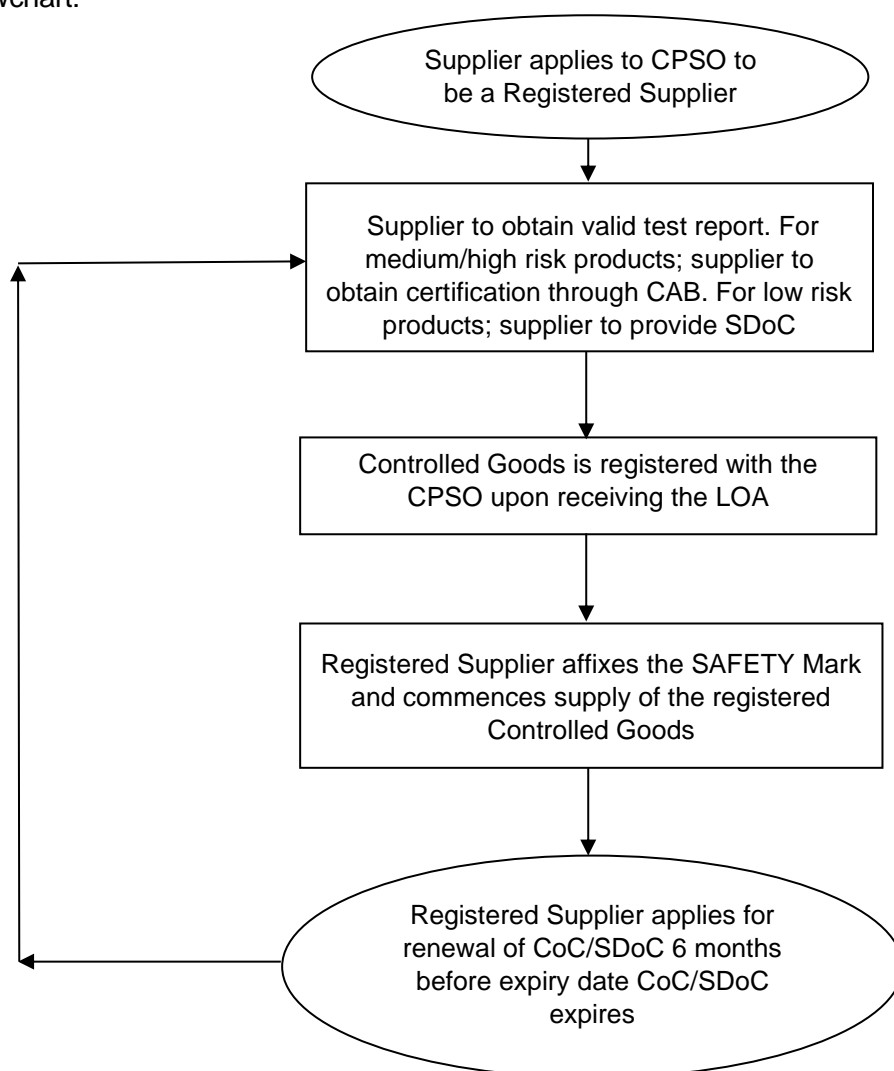 Supplier applies to CPSO to
be a Registered Supplier
Supplier to obtain valid test report. For
medium/high risk products; supplier to
obtain certification through CAB. For low risk
products; supplier to provide SDoC
Controlled Goods is registered with the
CPSO upon receiving the LOA
Registered Supplier affixes the SAFETY Mark
and commences supply of the registered
Controlled Goods
Registered Supplier applies for
renewal of CoC/SDoC 6 months
before expiry date CoC/SDoC
expires